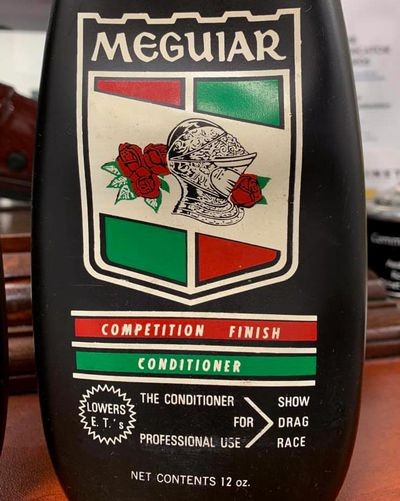 MEGUIAR
COMPETITION FINISH
CONDITIONER
LOWERS
E. T.'s
THE CONDITIONER
FOR
PROFESSIONAL USE
SHOW
DRAG
RACE
NET CONTENTS 12 oz.